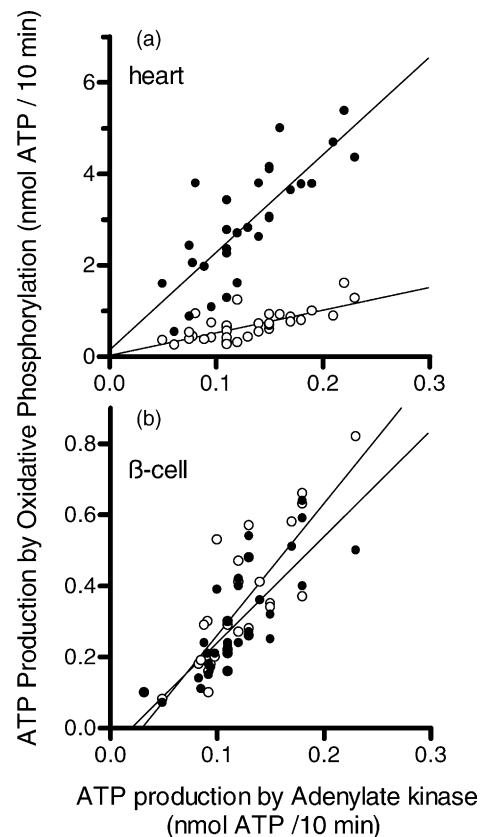 ATP Production by Oxidative Phosphorylation (nmol ATP / 10 min)
(a)
heart
6
4
2
0
0.0 0.1 0.2 0.3
(b)
ß-cell
0.8
0.6
0.4
0.2
0.0
0.0 0.1 0.2 0.3
ATP production by Adenylate kinase
(nmol ATP /10 min)